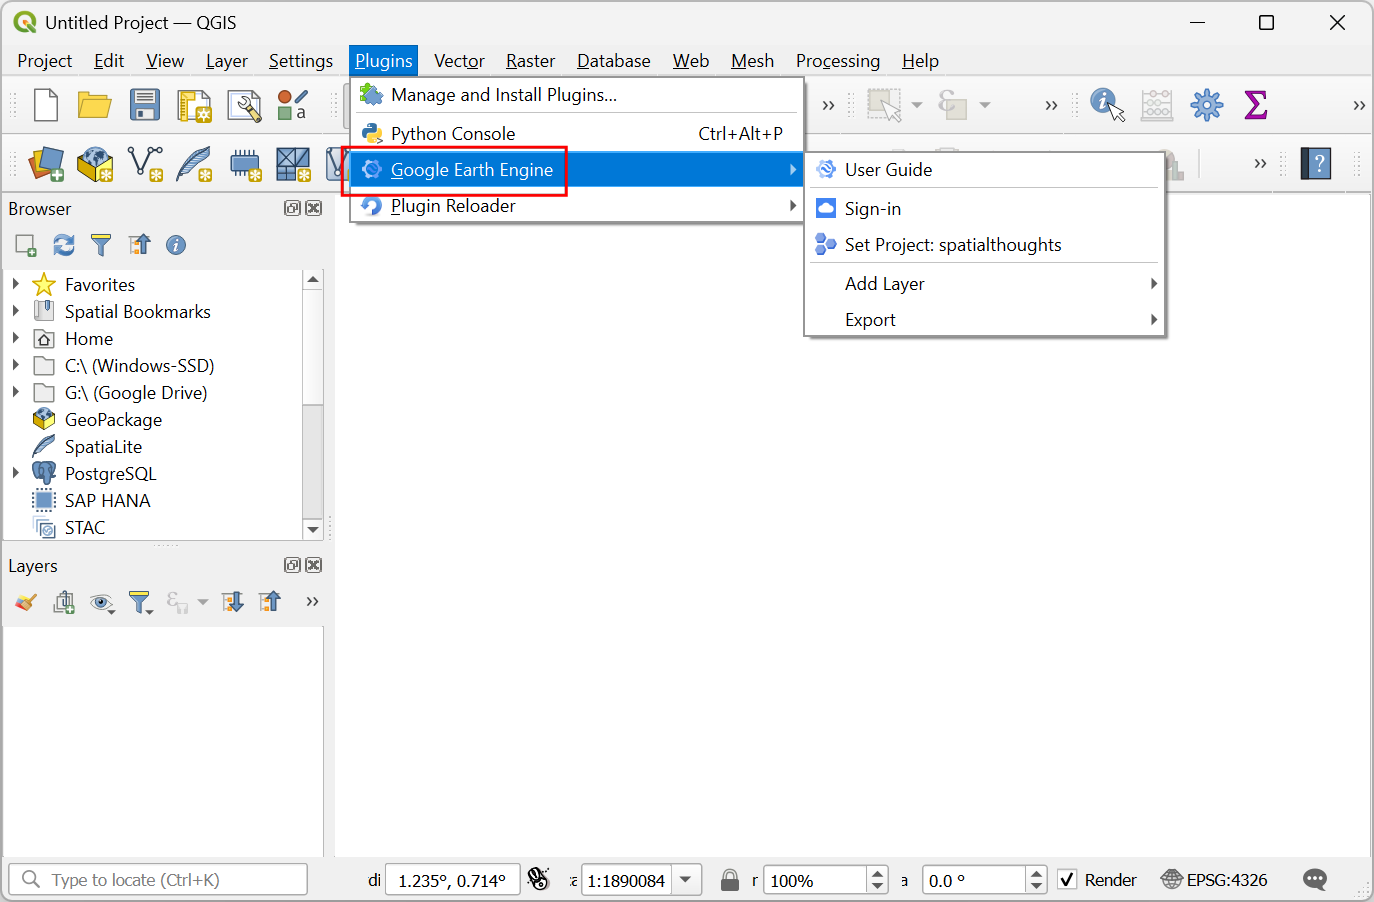 Untitled Project — QGIS
Project Edit View Layer Settings Plugins Vector Raster Database Web Mesh Processing Help
Manage and Install Plugins...
Python Console Ctrl+Alt+P
Google Earth Engine
Plugin Reloader
User Guide
Sign-in
Set Project: spatialthoughts
Add Layer
Export
Browser
Favorites
Spatial Bookmarks
Home
C:\ (Windows-SSD)
G:\ (Google Drive)
GeoPackage
SpatiaLite
PostgreSQL
SAP HANA
STAC
Layers
Type to locate (Ctrl+K) di 1.235°, 0.714° 1:1890084 r 100% a 0.0 ° Render EPSG:4326